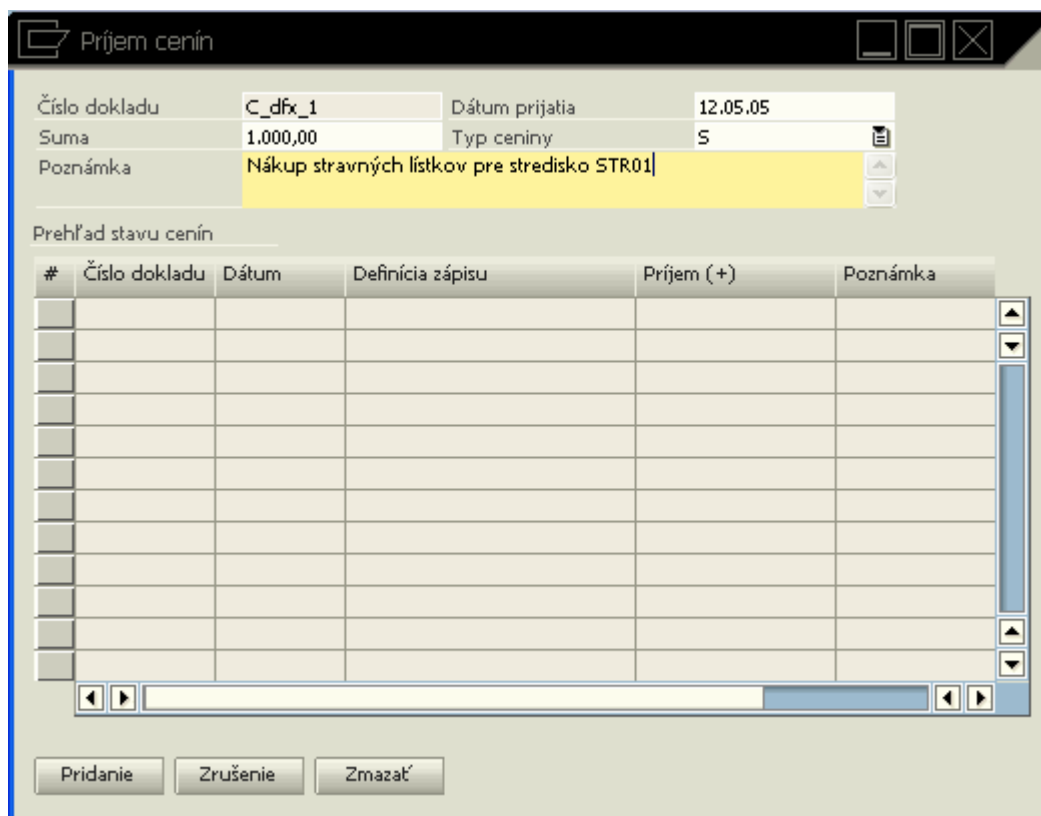 Príjem cenín
Číslo dokladu C_dfx_1 Dátum prijatia 12.05.05
Suma 1.000,00 Typ ceniny S
Poznámka Nákup stravných lístkov pre stredisko STR01
Prehľad stavu cenín
# Číslo dokladu Dátum Definícia zápisu Príjem (+) Poznámka
Pridanie Zrušenie Zmazať